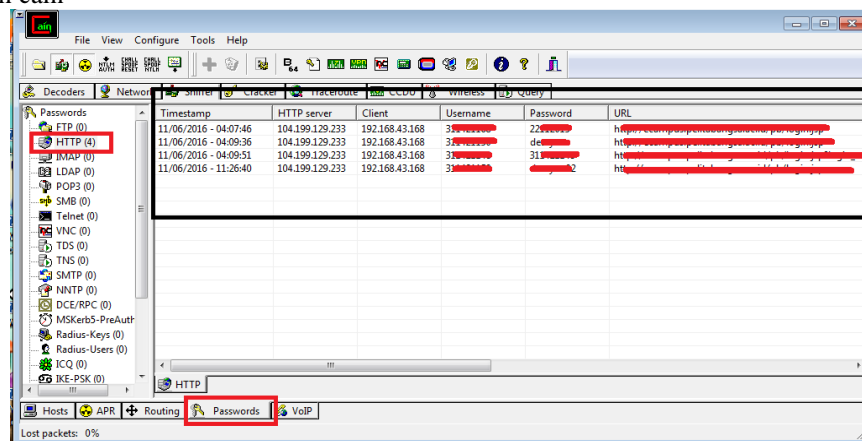 ain
File View Configure Tools Help
Decoders Network Sniffer Cracker Traceroute CCDU Wireless Query
Passwords
FTP (0)
HTTP (4)
IMAP (0)
LDAP (0)
POP3 (0)
SMB (0)
Telnet (0)
VNC (0)
TDS (0)
TNS (0)
SMTP (0)
NNTP (0)
DCE/RPC (0)
MSKerb5-PreAuth
Radius-Keys (0)
Radius-Users (0)
ICQ (0)
IKE-PSK (0)
Timestamp HTTP server Client Username Password URL
11/06/2016 - 04:07:46 104.199.129.233 192.168.43.168
11/06/2016 - 04:09:36 104.199.129.233 192.168.43.168
11/06/2016 - 04:09:51 104.199.129.233 192.168.43.168
11/06/2016 - 11:26:40 104.199.129.233 192.168.43.168
HTTP
Hosts APR Routing Passwords VoIP
Lost packets: 0%